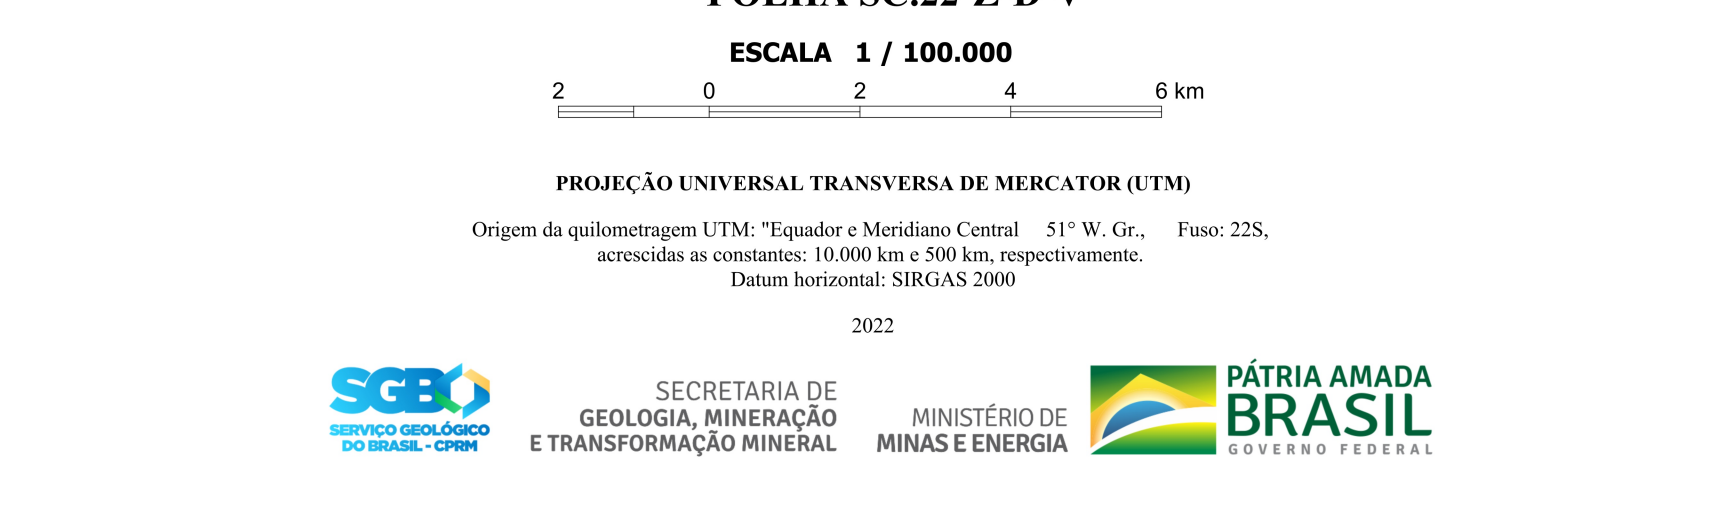 FOLHA SC.22-Z-D-V
ESCALA 1 / 100.000
2 0 2 4 6 km
PROJEÇÃO UNIVERSAL TRANSVERSA DE MERCATOR (UTM)
Origem da quilometragem UTM: "Equador e Meridiano Central 51° W. Gr., Fuso: 22S,
acrescidas as constantes: 10.000 km e 500 km, respectivamente.
Datum horizontal: SIRGAS 2000
2022
SGB
SERVIÇO GEOLÓGICO
DO BRASIL - CPRM
SECRETARIA DE
GEOLOGIA, MINERAÇÃO
E TRANSFORMAÇÃO MINERAL
MINISTÉRIO DE
MINAS E ENERGIA
PÁTRIA AMADA
BRASIL
GOVERNO FEDERAL